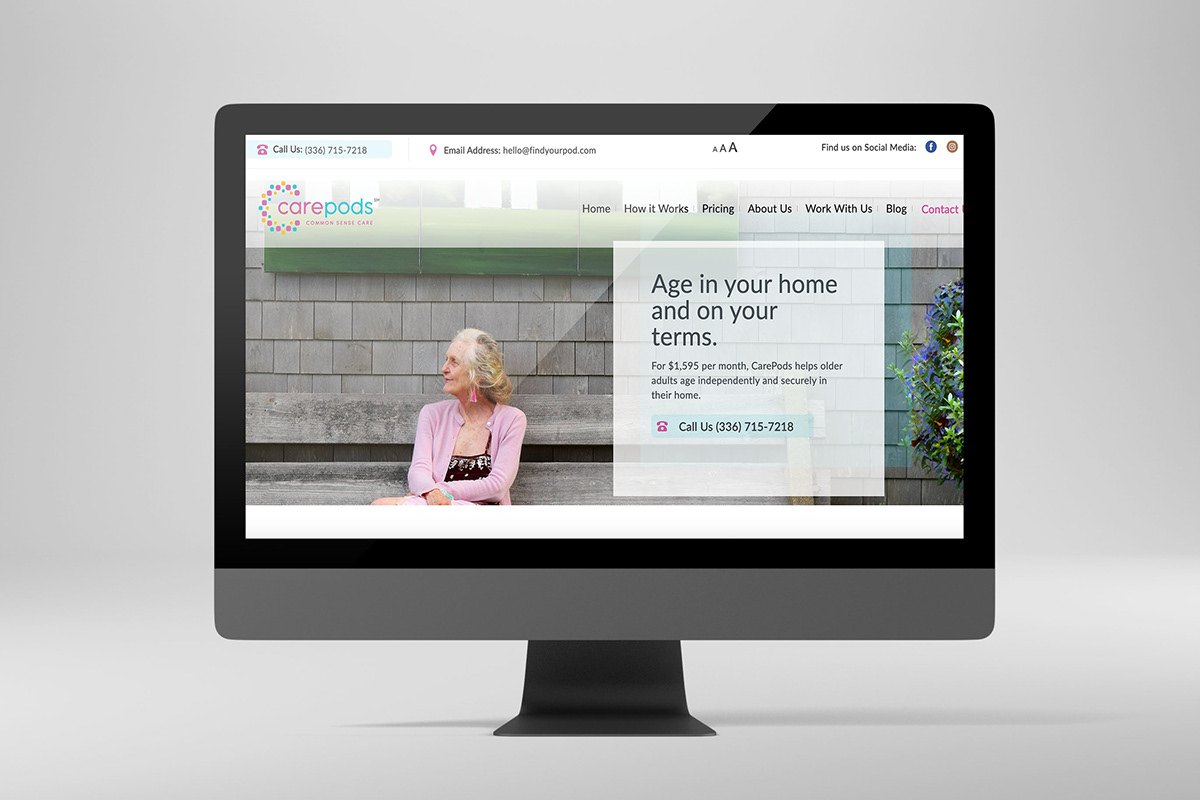 Call Us: (336) 715-7218
Email Address: hello@findyourpod.com
A A A
Find us on Social Media:
carepods
COMMON SENSE CARE
Home
How it Works
Pricing
About Us
Work With Us
Blog
Contact
Age in your home
and on your
terms.
For $1,595 per month, CarePods helps older
adults age independently and securely in
their home.
Call Us (336) 715-7218